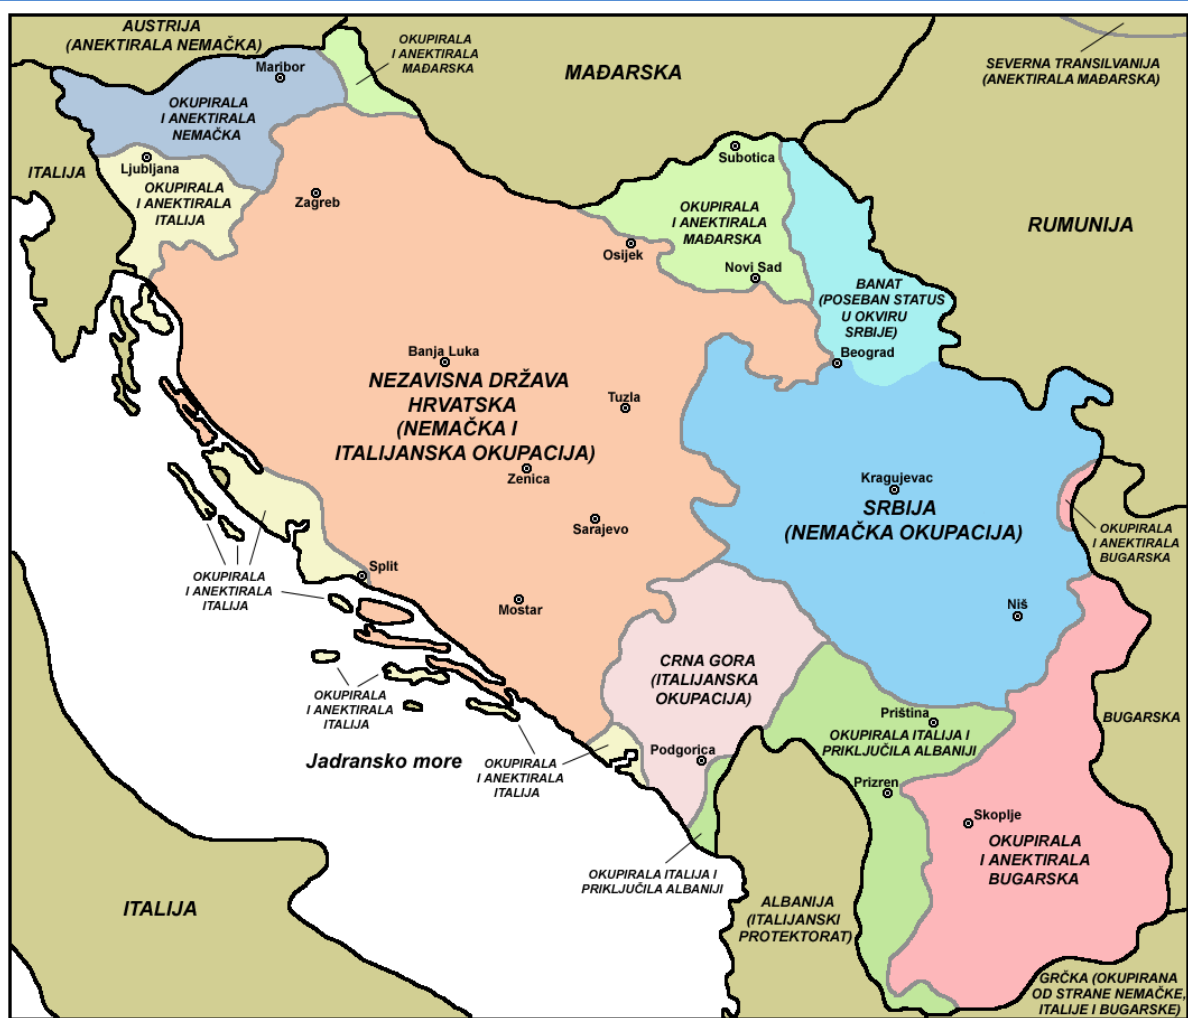 AUSTRIJA
(ANEKTIRALA NEMAČKA)
OKUPIRALA
I ANEKTIRALA
MAĐARSKA
MAĐARSKA
SEVERNA TRANSILVANIJA
(ANEKTIRALA MAĐARSKA)
Maribor
OKUPIRALA
I ANEKTIRALA
NEMAČKA
ITALIJA
Ljubljana
OKUPIRALA
I ANEKTIRALA
ITALIJA
Zagreb
Subotica
OKUPIRALA
I ANEKTIRALA
MAĐARSKA
Osijek
Novi Sad
RUMUNIJA
BANAT
(POSEBAN STATUS
U OKVIRU
SRBIJE)
Beograd
Banja Luka
NEZAVISNA DRŽAVA
HRVATSKA
(NEMAČKA I
ITALIJANSKA OKUPACIJA)
Tuzla
Zenica
Sarajevo
Kragujevac
SRBIJA
(NEMAČKA OKUPACIJA)
OKUPIRALA
I ANEKTIRALA
BUGARSKA
OKUPIRALA
I ANEKTIRALA
ITALIJA
Split
Mostar
Niš
CRNA GORA
(ITALIJANSKA
OKUPACIJA)
OKUPIRALA
I ANEKTIRALA
ITALIJA
Priština
OKUPIRALA ITALIJA I
PRIKLJUČILA ALBANIJI
BUGARSKA
Jadransko more
OKUPIRALA
I ANEKTIRALA
ITALIJA
Podgorica
Prizren
Skoplje
OKUPIRALA
I ANEKTIRALA
BUGARSKA
OKUPIRALA ITALIJA I
PRIKLJUČILA ALBANIJI
ITALIJA
ALBANIJA
(ITALIJANSKI
PROTEKTORAT)
GRČKA (OKUPIRANA
OD STRANE NEMAČKE,
ITALIJE I BUGARSKE)